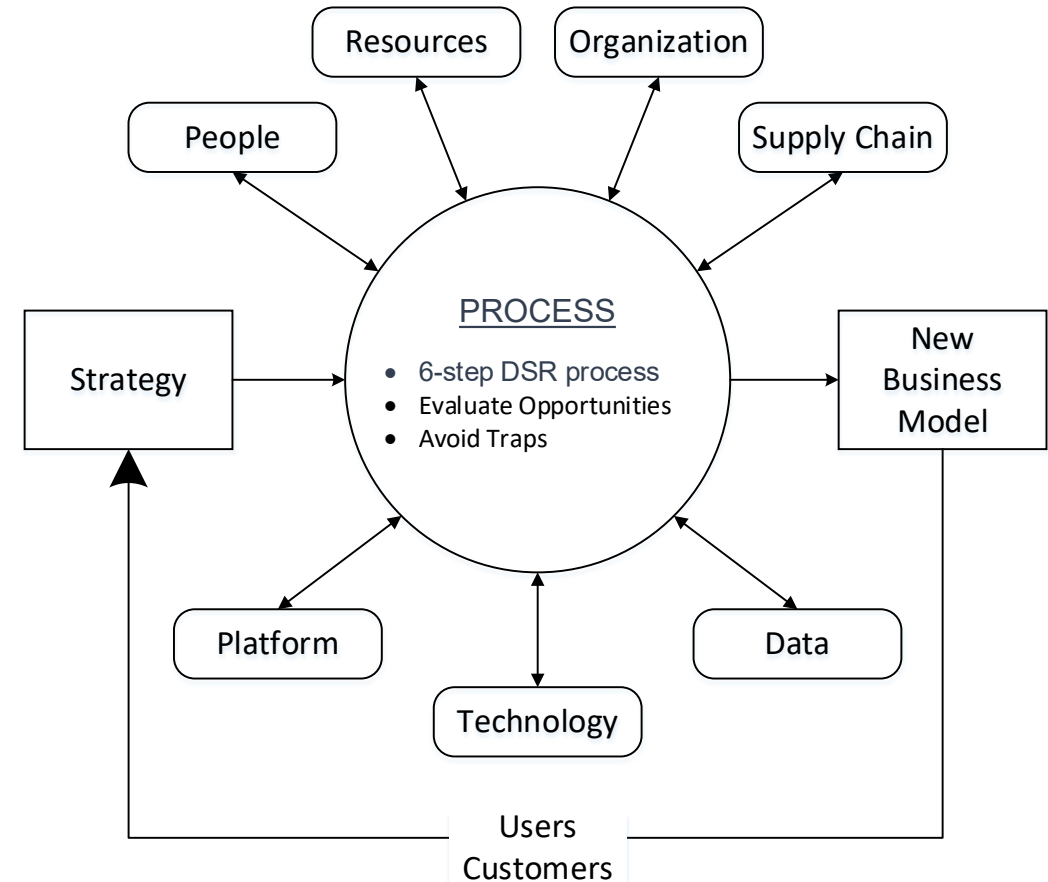 Resources
Organization
People
Supply Chain
PROCESS
• 6-step DSR process
• Evaluate Opportunities
• Avoid Traps
Strategy
New
Business
Model
Platform
Data
Technology
Users
Customers